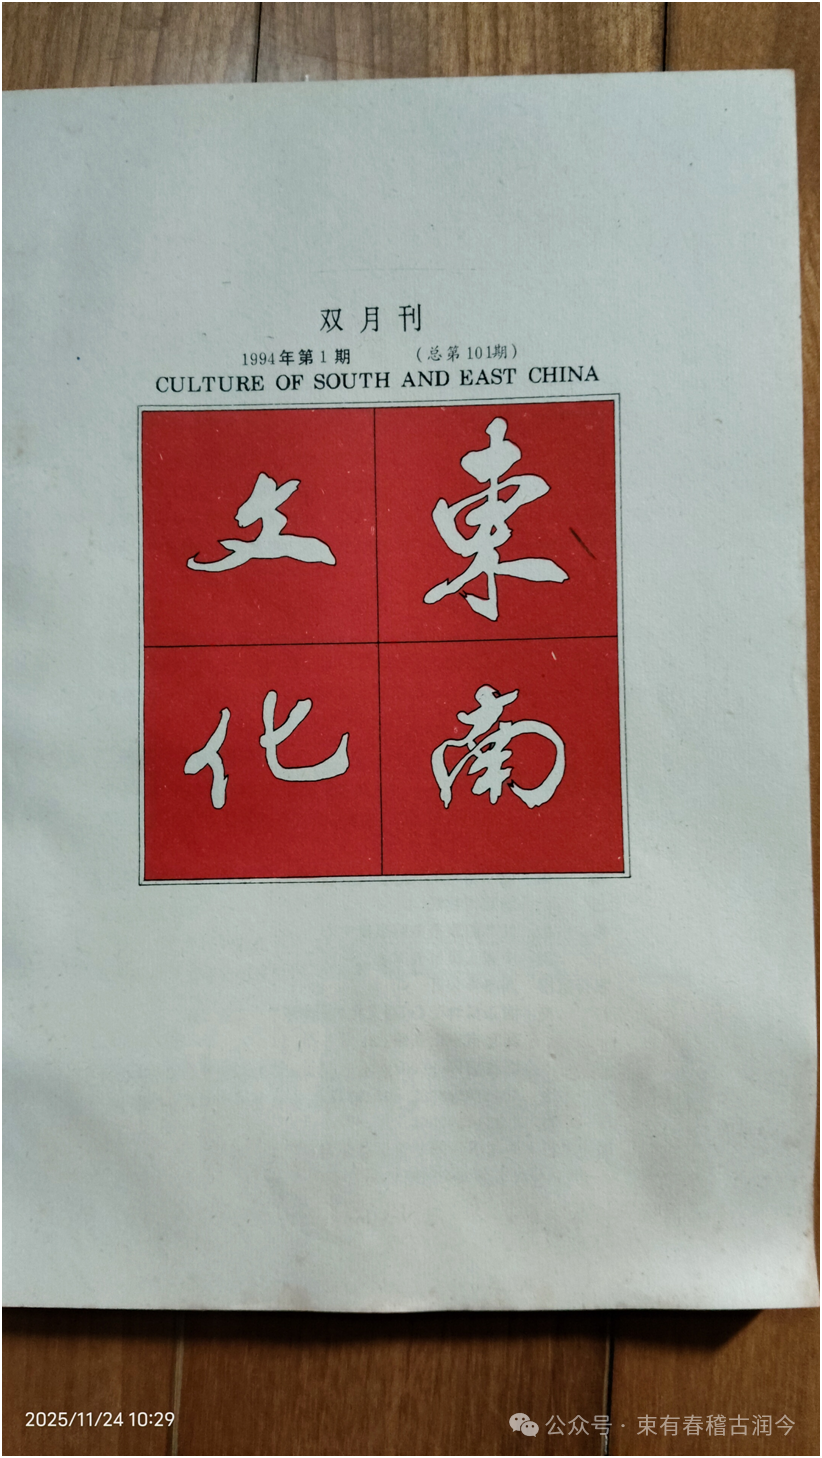 双月刊
1994年第1期 (总第101期)
CULTURE OF SOUTH AND EAST CHINA
東南
文化
2025/11/24 10:29
公众号 · 束有春稽古润今